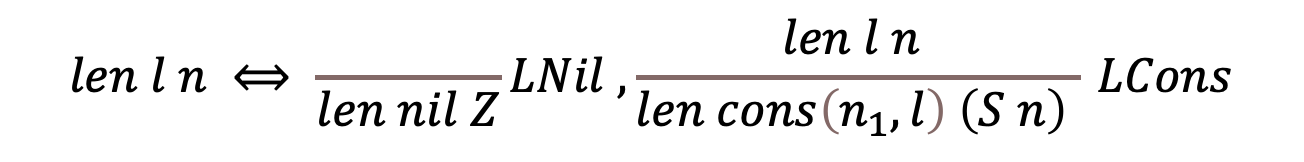 len l n ⟺ len nil Z LNil , len l n / len cons(n₁, l) (S n) LCons